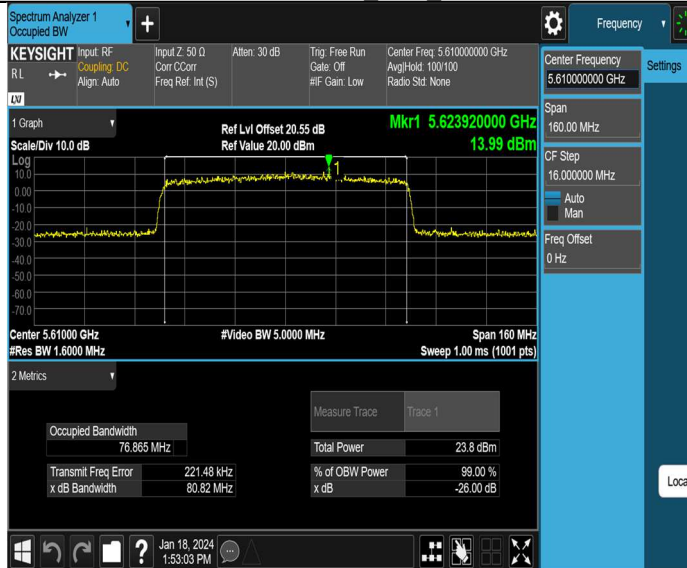 Spectrum Analyzer 1
Occupied BW
Frequency
KEYSIGHT
RL
LXI
Input: RF
Coupling: DC
Align: Auto
Input Z: 50 Ω
Corr CCorr
Freq Ref: Int (S)
Atten: 30 dB
Trig: Free Run
Gate: Off
#IF Gain: Low
Center Freq: 5.610000000 GHz
Avg|Hold: 100/100
Radio Std: None
1 Graph
Scale/Div 10.0 dB
Ref Lvl Offset 20.55 dB
Ref Value 20.00 dBm
Mkr1 5.623920000 GHz
13.99 dBm
Log
10.0
0.00
-10.0
-20.0
-30.0
-40.0
-50.0
-60.0
-70.0
1
Center 5.61000 GHz
#Res BW 1.6000 MHz
#Video BW 5.0000 MHz
Span 160 MHz
Sweep 1.00 ms (1001 pts)
2 Metrics
Measure Trace
Trace 1
Occupied Bandwidth
76.865 MHz
Total Power
23.8 dBm
Transmit Freq Error
221.48 kHz
% of OBW Power
99.00 %
x dB Bandwidth
80.82 MHz
x dB
-26.00 dB
Center Frequency
5.610000000 GHz
Settings
Span
160.00 MHz
CF Step
16.000000 MHz
Auto
Man
Freq Offset
0 Hz
Loca
?
Jan 18, 2024
1:53:03 PM